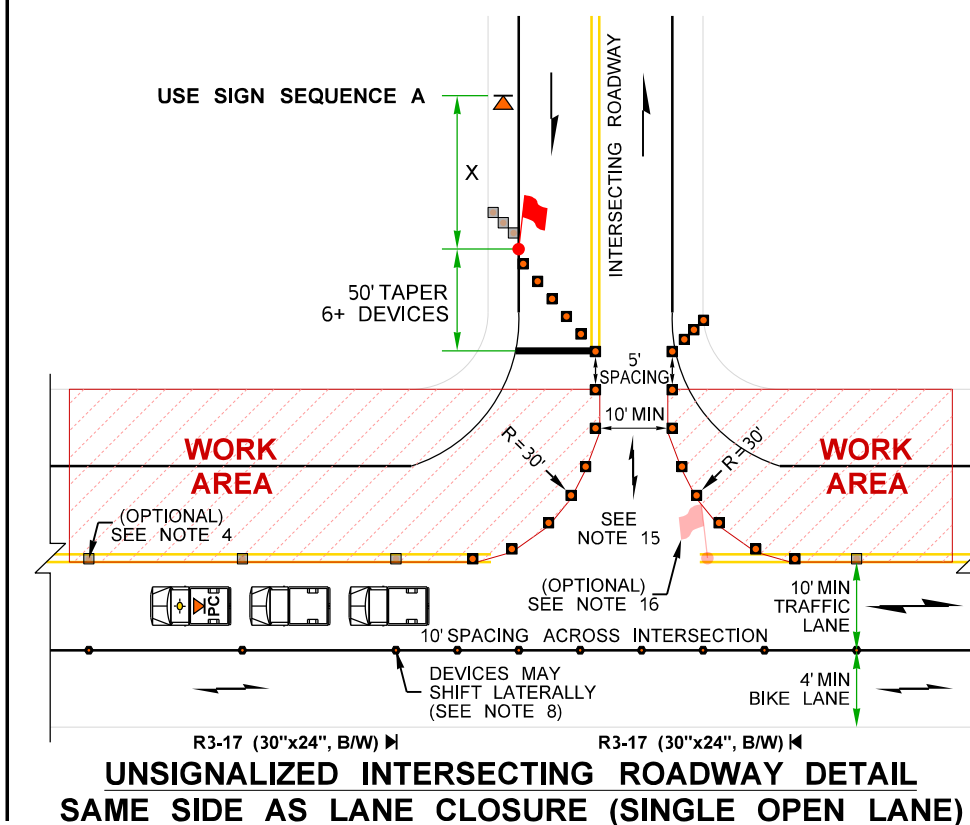 USE SIGN SEQUENCE A
X
INTERSECTING ROADWAY
50' TAPER
6+ DEVICES
5'
SPACING
10' MIN
R = 30'
R = 30'
WORK
AREA
WORK
AREA
(OPTIONAL)
SEE NOTE 4
SEE
NOTE 15
(OPTIONAL)
SEE NOTE 16
10' MIN
TRAFFIC
LANE
PC
10' SPACING ACROSS INTERSECTION
DEVICES MAY
SHIFT LATERALLY
(SEE NOTE 8)
4' MIN
BIKE LANE
R3-17 (30"x24", B/W)
R3-17 (30"x24", B/W)
UNSIGNALIZED INTERSECTING ROADWAY DETAIL
SAME SIDE AS LANE CLOSURE (SINGLE OPEN LANE)